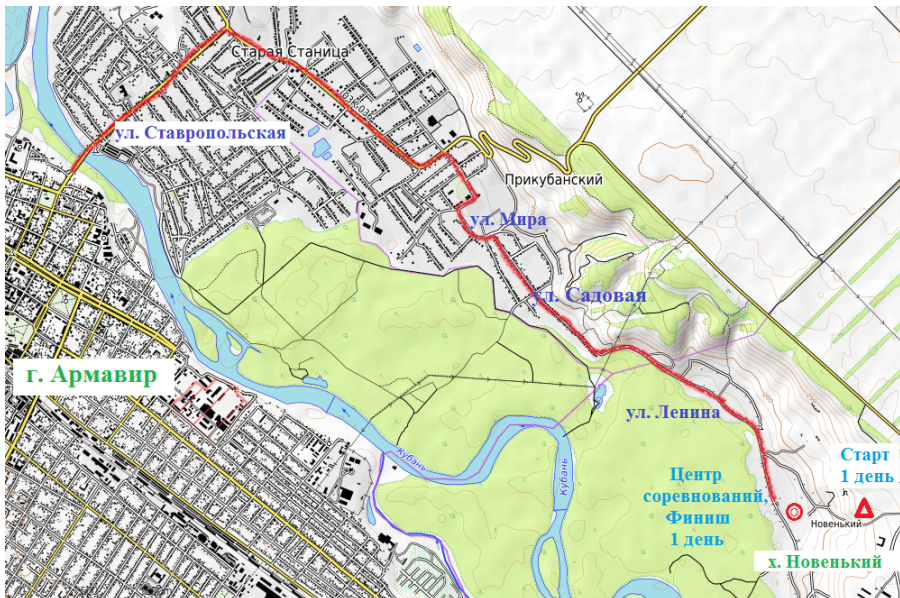 Старая Станица
ул. Ставропольская
Прикубанский
ул. Мира
ул. Садовая
г. Армавир
ул. Ленина
Кубань
Кубань
Старт
1 день
Центр
соревнований,
Финиш
1 день
Новенький
х. Новенький